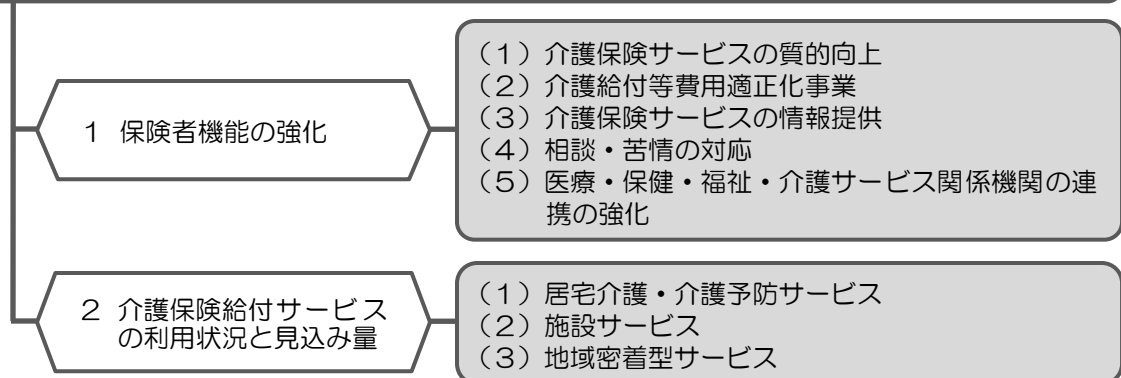 １ 保険者機能の強化
（１）介護保険サービスの質的向上
（２）介護給付等費用適正化事業
（３）介護保険サービスの情報提供
（４）相談・苦情の対応
（５）医療・保健・福祉・介護サービス関係機関の連
携の強化
２ 介護保険給付サービス
の利用状況と見込み量
（１）居宅介護・介護予防サービス
（２）施設サービス
（３）地域密着型サービス